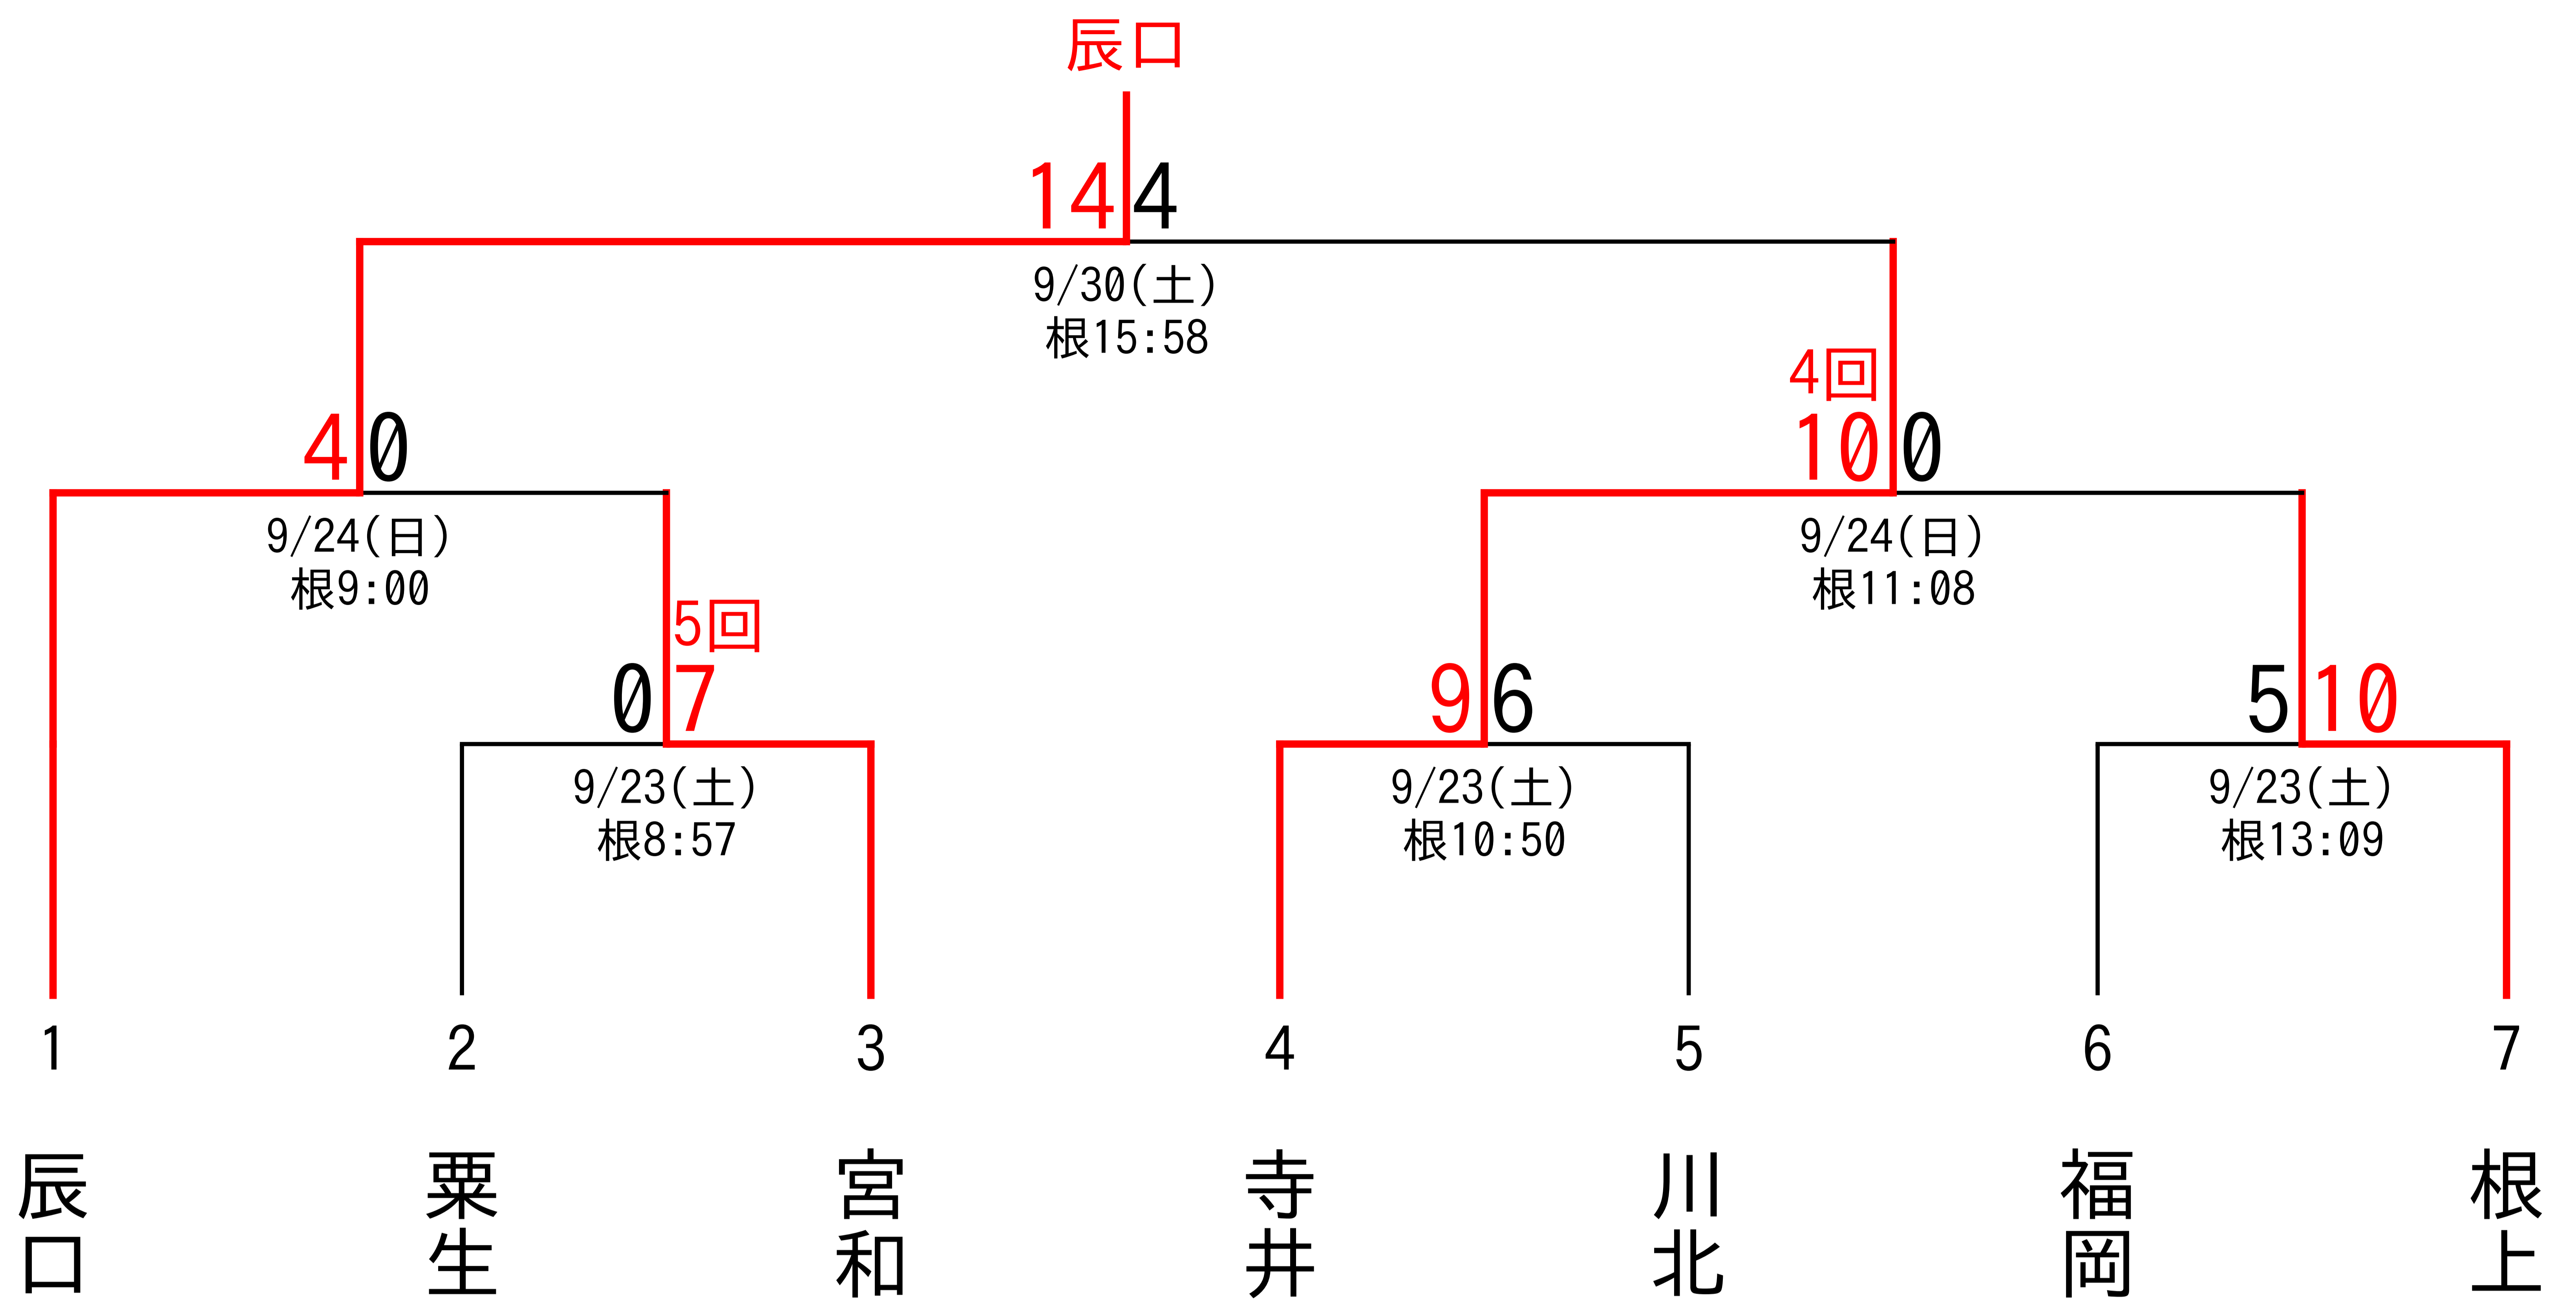 辰口
14 4
9/30(土)
根15:58
4回
4 0
10 0
9/24(日)
根9:00
9/24(日)
根11:08
5回
0 7
9 6
5 10
9/23(土)
根8:57
9/23(土)
根10:50
9/23(土)
根13:09
1 2 3 4 5 6 7
辰口
粟生
宮和
寺井
川北
福岡
根上